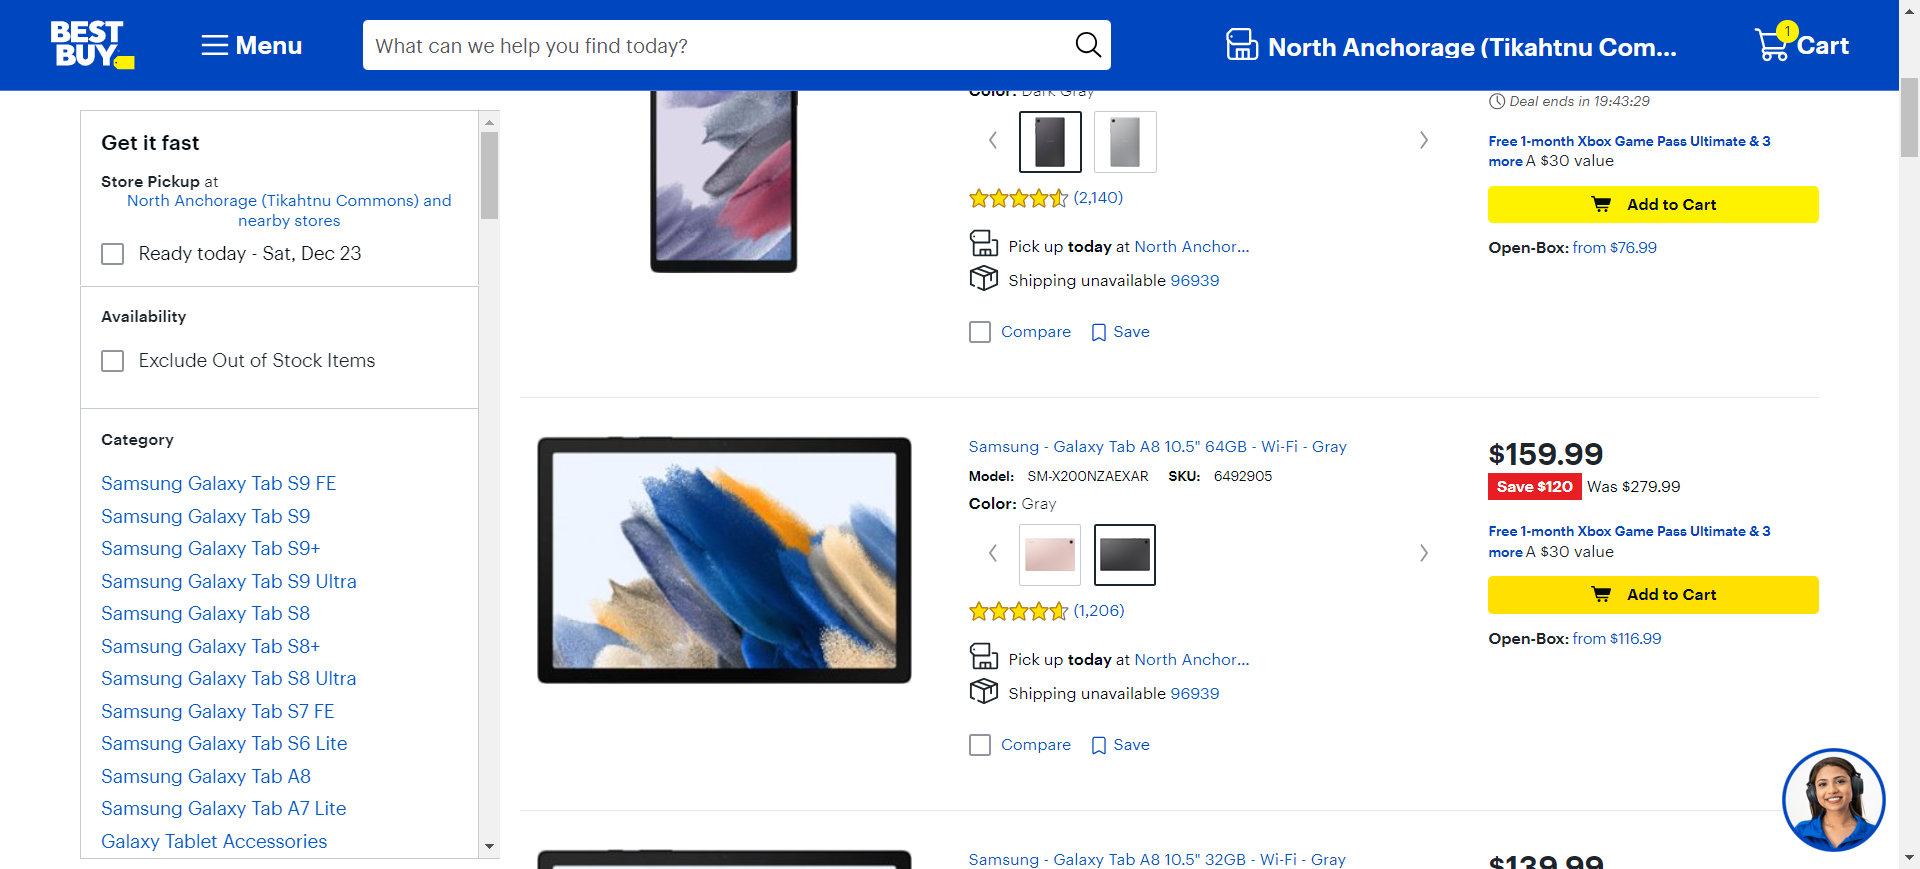 BEST BUY
Menu
What can we help you find today?
North Anchorage (Tikahtnu Com...
1
Cart
Get it fast
Store Pickup at
North Anchorage (Tikahtnu Commons) and
nearby stores
Ready today - Sat, Dec 23
Availability
Exclude Out of Stock Items
Category
Samsung Galaxy Tab S9 FE
Samsung Galaxy Tab S9
Samsung Galaxy Tab S9+
Samsung Galaxy Tab S9 Ultra
Samsung Galaxy Tab S8
Samsung Galaxy Tab S8+
Samsung Galaxy Tab S8 Ultra
Samsung Galaxy Tab S7 FE
Samsung Galaxy Tab S6 Lite
Samsung Galaxy Tab A8
Samsung Galaxy Tab A7 Lite
Galaxy Tablet Accessories
Color: Dark Gray
(2,140)
Pick up today at North Anchor...
Shipping unavailable 96939
Compare
Save
Deal ends in 19:43:29
Free 1-month Xbox Game Pass Ultimate & 3
more A $30 value
Add to Cart
Open-Box: from $76.99
Samsung - Galaxy Tab A8 10.5" 64GB - Wi-Fi - Gray
Model: SM-X200NZAEXAR SKU: 6492905
Color: Gray
(1,206)
Pick up today at North Anchor...
Shipping unavailable 96939
Compare
Save
$159.99
Save $120 Was $279.99
Free 1-month Xbox Game Pass Ultimate & 3
more A $30 value
Add to Cart
Open-Box: from $116.99
Samsung - Galaxy Tab A8 10.5" 32GB - Wi-Fi - Gray
$139.99